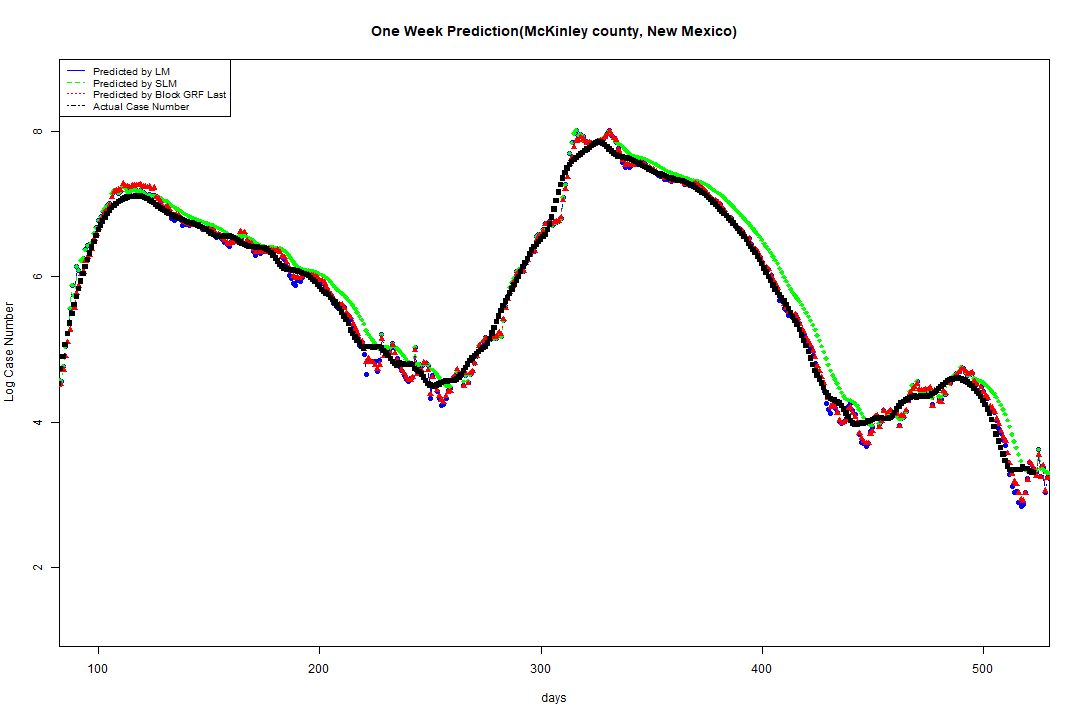 One Week Prediction(McKinley county, New Mexico)
Predicted by LM
Predicted by SLM
Predicted by Block GRF Last
Actual Case Number
8
6
4
2
Log Case Number
100 200 300 400 500
days